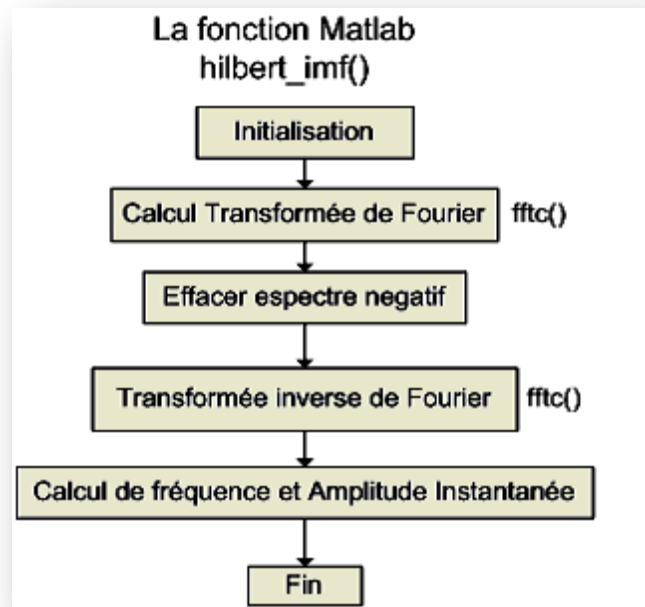 La fonction Matlab
hilbert_imf()
Initialisation
Calcul Transformée de Fourier fftc()
Effacer espectre negatif
Transformée inverse de Fourier fftc()
Calcul de fréquence et Amplitude Instantanée
Fin